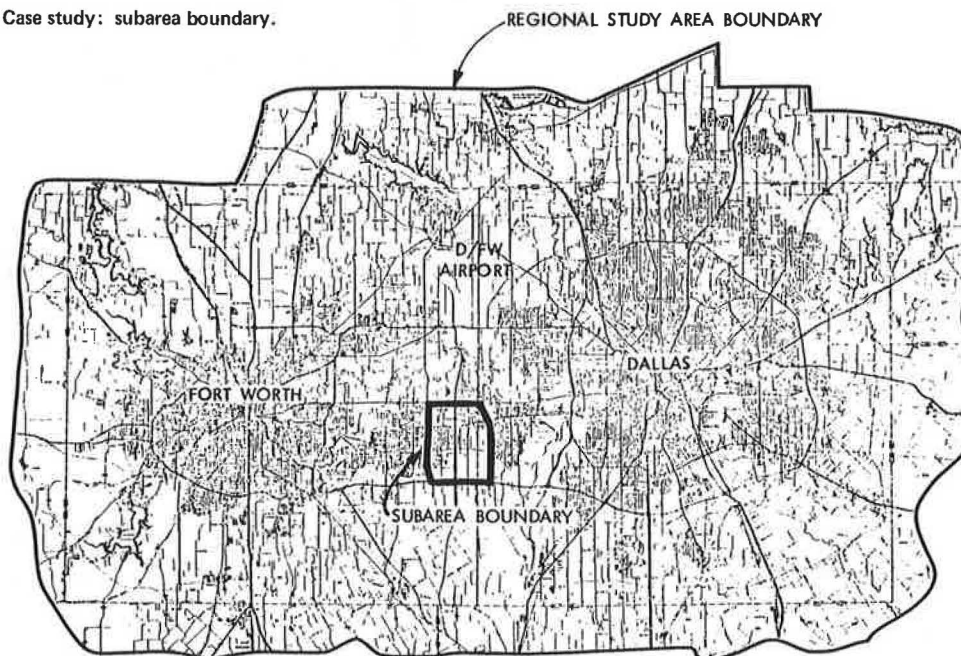 Case study: subarea boundary.
REGIONAL STUDY AREA BOUNDARY
D/FW
AIRPORT
DALLAS
FORT WORTH
SUBAREA BOUNDARY